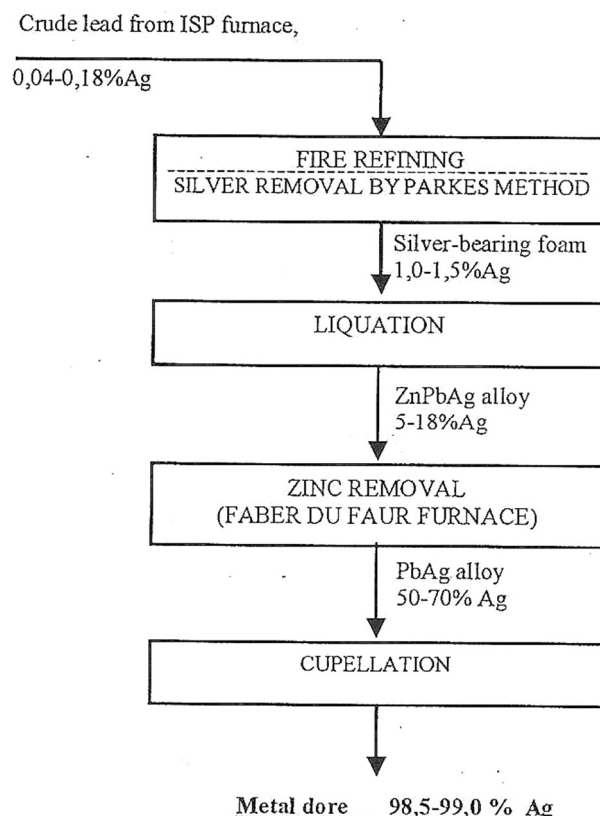 Crude lead from ISP furnace,
0,04-0,18%Ag
FIRE REFINING
SILVER REMOVAL BY PARKES METHOD
Silver-bearing foam
1,0-1,5%Ag
LIQUATION
ZnPbAg alloy
5-18%Ag
ZINC REMOVAL
(FABER DU FAUR FURNACE)
PbAg alloy
50-70% Ag
CUPELLATION
Metal dore 98,5-99,0 % Ag